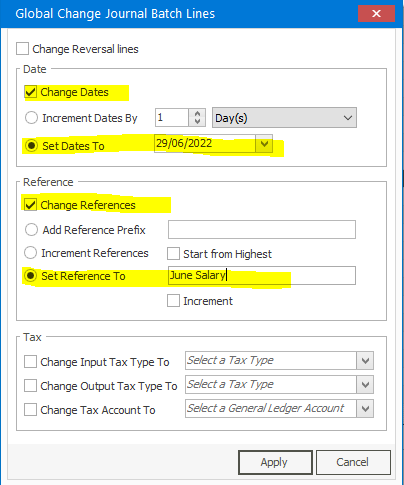 Global Change Journal Batch Lines
Change Reversal lines
Date
Change Dates
Increment Dates By 1 Day(s)
Set Dates To 29/06/2022
Reference
Change References
Add Reference Prefix
Increment References Start from Highest
Set Reference To June Salary
Increment
Tax
Change Input Tax Type To Select a Tax Type
Change Output Tax Type To Select a Tax Type
Change Tax Account To Select a General Ledger Account
Apply Cancel